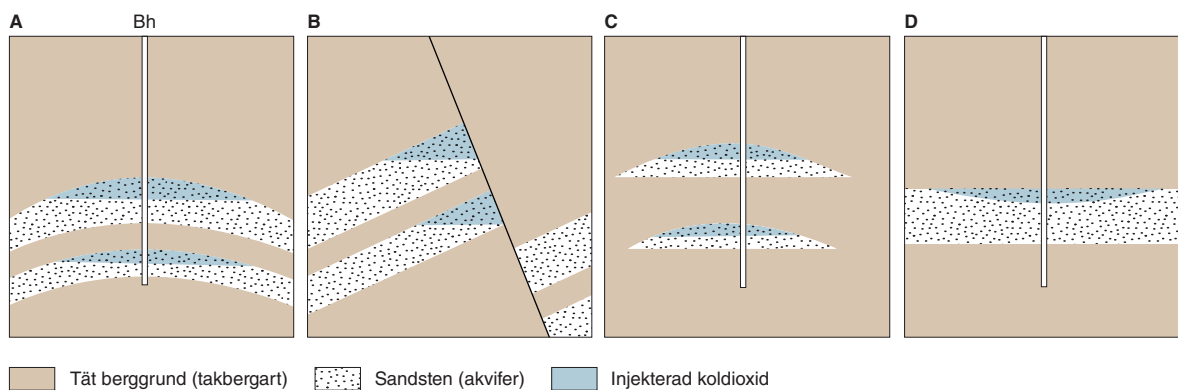 A
Bh
B
C
D
Tät berggrund (takbergart)
Sandsten (akvifer)
Injekterad koldioxid